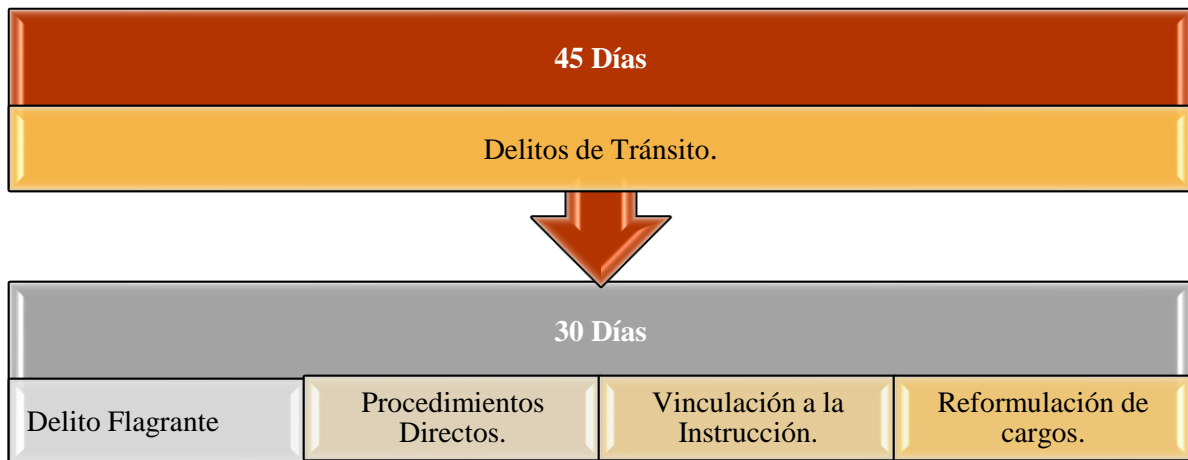 45 Días
Delitos de Tránsito.
30 Días
Delito Flagrante
Procedimientos
Directos.
Vinculación a la
Instrucción.
Reformulación de
cargos.